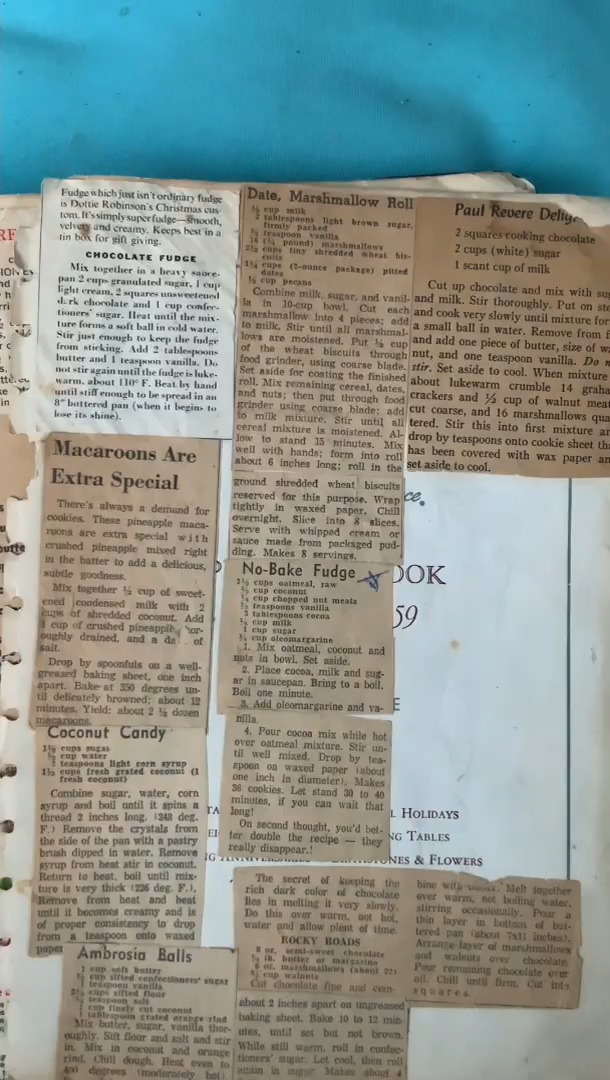 Fudge which just isn't ordinary fudge
is Dottie Robinson's Christmas cus-
tom. It's simply super fudge—smooth,
velvety and creamy. Keeps best in a
tin box for gift giving.
CHOCOLATE FUDGE
Mix together in a heavy sauce-
pan 2 cups granulated sugar, 1 cup
light cream, 2 squares unsweetened
dark chocolate and 1 cup confec-
tioners' sugar. Heat until the mix-
ture forms a soft ball in cold water.
Stir just enough to keep the fudge
from sticking. Add 2 tablespoons
butter and 1 teaspoon vanilla. Do
not stir again until the fudge is luke-
warm, about 110° F. Beat by hand
until stiff enough to be spread in an
8" buttered pan (when it begins to
lose its shine).
Macaroons Are
Extra Special
There's always a demand for
cookies. These pineapple maca-
roons are extra special with
crushed pineapple mixed right
in the batter to add a delicious,
subtle goodness.
Mix together ½ cup of sweet-
ened condensed milk with 2
cups of shredded coconut. Add
1 cup of crushed pineapple thor-
oughly drained, and a da of
salt.
Drop by spoonfuls on a well-
greased baking sheet, one inch
apart. Bake at 350 degrees un-
til delicately browned; about 12
minutes. Yield: about 2 ½ dozen
macaroons.
Coconut Candy
1½ cups sugar
½ cup water
2 teaspoons light corn syrup
1½ cups fresh grated coconut (1
fresh coconut)
Combine sugar, water, corn
syrup and boil until it spins a
thread 2 inches long. (248 deg.
F.) Remove the crystals from
the side of the pan with a pastry
brush dipped in water. Remove
syrup from heat stir in coconut.
Return to heat, boil until mix-
ture is very thick (226 deg. F.).
Remove from heat and beat
until it becomes creamy and is
of proper consistency to drop
from a teaspoon onto waxed
paper
Ambrosia Balls
1 cup soft butter
cup sifted confectioners' sugar
teaspoon vanilla
cups sifted flour
teaspoon salt
cup finely cut coconut
1 tablespoon grated orange rind
Mix butter, sugar, vanilla thor-
oughly. Sift flour and salt and stir
in. Mix in coconut and orange
rind. Chill dough. Heat oven to
400 degrees (moderately hot)
Date, Marshmallow Roll
½ cup milk
2 tablespoons light brown sugar,
firmly packed
teaspoon vanilla
16 (¼ pound) marshmallows
cups tiny shredded wheat bis-
cuits
1¼ cups (7-ounce package) pitted
dates
½ cup pecans
Combine milk, sugar, and vanil-
la in 10-cup bowl. Cut each
marshmallow into 4 pieces; add
to milk. Stir until all marshmal-
lows are moistened. Put cup
of the wheat biscuits through
food grinder, using coarse blade.
Set aside for coating the finished
roll. Mix remaining cereal, dates,
and nuts; then put through food
grinder using coarse blade; add
to milk mixture. Stir until all
cereal mixture is moistened. Al-
low to stand 15 minutes. Mix
well with hands; form into roll
about 6 inches long; roll in the
ground shredded wheat biscuits
reserved for this purpose. Wrap
tightly in waxed paper. Chill
overnight. Slice into 8 slices.
Serve with whipped cream or
sauce made from packaged pud-
ding. Makes 8 servings.
No-Bake Fudge
cups oatmeal, raw
½ cup coconut
¼ cup chopped nut meats
teaspoons vanilla
3 tablespoons cocoa
¼ cup milk
1 cup sugar
¼ cup oleomargarine
1. Mix oatmeal, coconut and
nuts in bowl. Set aside.
2. Place cocoa, milk and sug-
ar in saucepan. Bring to a boil.
Boil one minute.
3. Add oleomargarine and va-
nilla.
4. Pour cocoa mix while hot
over oatmeal mixture. Stir un-
til well mixed. Drop by tea-
spoon on waxed paper (about
one inch in diameter). Makes
36 cookies. Let stand 30 to 40
minutes, if you can wait that
long!
On second thought, you'd bet-
ter double the recipe — they
really disappear.!
The secret of keeping the
rich dark color of chocolate
lies in melting it very slowly.
Do this over warm, not hot,
water and allow plent of time.
ROCKY ROADS
8 oz. semi-sweet chocolate
lb. butter or margarine
6 oz. marshmallows (about 22)
cup walnuts
Cut chocolate fine and com-
bine with Melt together
over warm, not boiling water,
stirring occasionally. Pour a
thin layer in bottom of but-
tered pan (about 7x11 inches).
Arrange layer of marshmallows
and walnuts over chocolate.
Pour remaining chocolate over
all. Chill until firm. Cut into
squares.
about 2 inches apart on ungreased
baking sheet. Bake 10 to 12 min-
utes, until set but not brown.
While still warm, roll in confec-
tioners' sugar. Let cool, then roll
again in sugar. Makes about 4
Paul Revere Delig
2 squares cooking chocolate
2 cups (white) sugar
1 scant cup of milk
Cut up chocolate and mix with su
and milk. Stir thoroughly. Put on sto
and cook very slowly until mixture for
a small ball in water. Remove from f
and add one piece of butter, size of w
nut, and one teaspoon vanilla. Do n
stir. Set aside to cool. When mixture
about lukewarm crumble 14 graha
crackers and ½ cup of walnut meat
cut coarse, and 16 marshmallows qua
tered. Stir this into first mixture a
drop by teaspoons onto cookie sheet tha
has been covered with wax paper an
set aside to cool.
ce.
OOK
59
E
L HOLIDAYS
NG TABLES
NES & FLOWERS